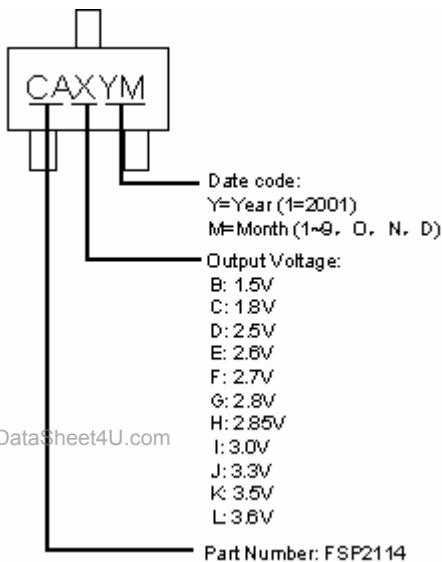 CAXYM
Date code:
Y=Year (1=2001)
M=Month (1~9, O, N, D)
Output Voltage:
B: 1.5V
C: 1.8V
D: 2.5V
E: 2.6V
F: 2.7V
G: 2.8V
H: 2.85V
I: 3.0V
J: 3.3V
K: 3.5V
L: 3.6V
DataSheet4U.com
Part Number: FSP2114